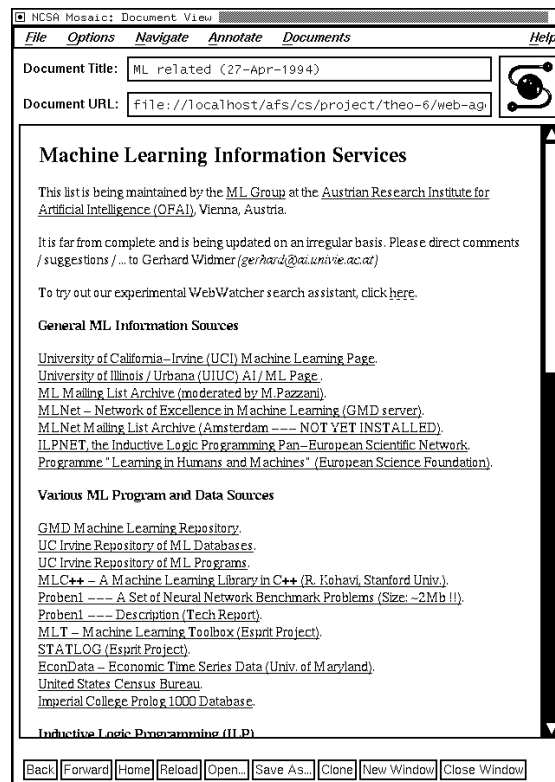 NCSA Mosaic: Document View
File Options Navigate Annotate Documents Help
Document Title: ML related (27-Apr-1994)
Document URL: file://localhost/afs/cs/project/theo-6/web-ag
Machine Learning Information Services
This list is being maintained by the ML Group at the Austrian Research Institute for
Artificial Intelligence (OFAI), Vienna, Austria.
It is far from complete and is being updated on an irregular basis. Please direct comments
/ suggestions / ... to Gerhard Widmer (gerhard@ai.univie.ac.at)
To try out our experimental WebWatcher search assistant, click here.
General ML Information Sources
University of California-Irvine (UCI) Machine Learning Page.
University of Illinois / Urbana (UIUC) AI / ML Page .
ML Mailing List Archive (moderated by M.Pazzani).
MLNet - Network of Excellence in Machine Learning (GMD server).
MLNet Mailing List Archive (Amsterdam --- NOT YET INSTALLED).
ILPNET, the Inductive Logic Programming Pan-European Scientific Network.
Programme "Learning in Humans and Machines" (European Science Foundation).
Various ML Program and Data Sources
GMD Machine Learning Repository.
UC Irvine Repository of ML Databases.
UC Irvine Repository of ML Programs.
MLC++ - A Machine Learning Library in C++ (R. Kohavi, Stanford Univ.).
Proben1 --- A Set of Neural Network Benchmark Problems (Size: ~2Mb !!).
Proben1 --- Description (Tech Report).
MLT - Machine Learning Toolbox (Esprit Project).
STATLOG (Esprit Project).
EconData - Economic Time Series Data (Univ. of Maryland).
United States Census Bureau.
Imperial College Prolog 1000 Database.
Inductive Logic Programming (ILP)
Back Forward Home Reload Open... Save As... Clone New Window Close Window